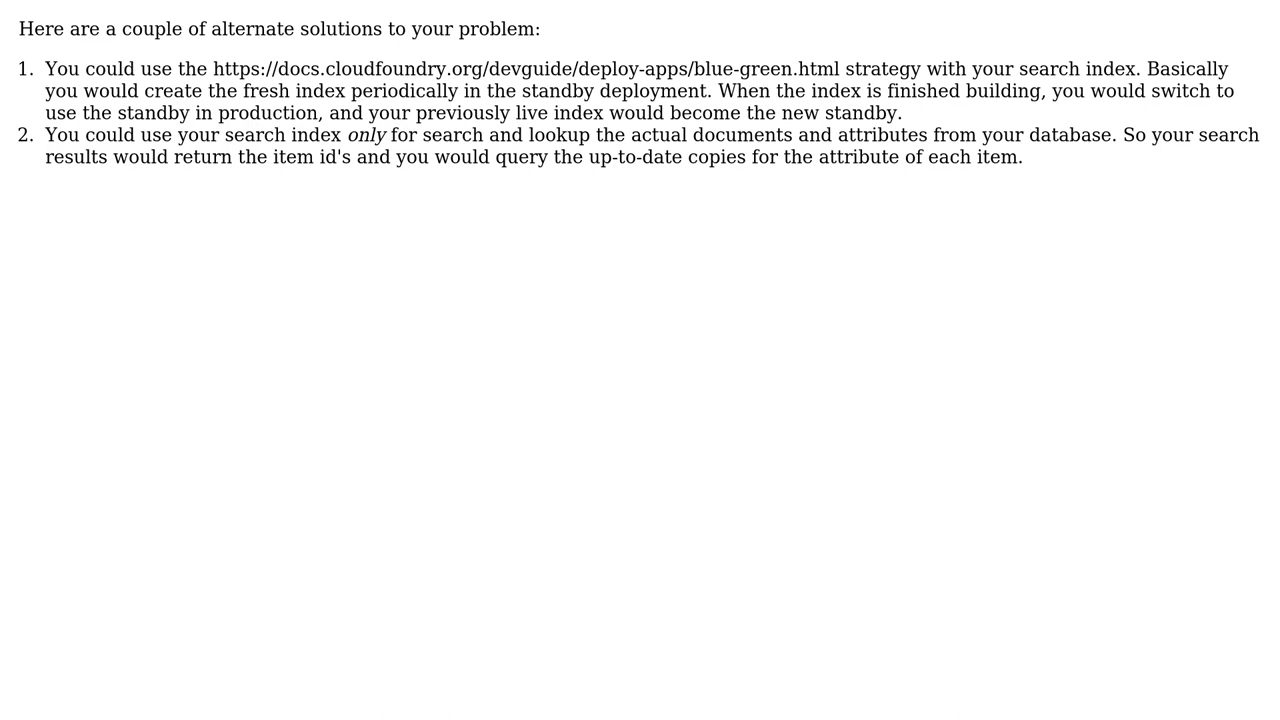 Here are a couple of alternate solutions to your problem:
1. You could use the https://docs.cloudfoundry.org/devguide/deploy-apps/blue-green.html strategy with your search index. Basically
you would create the fresh index periodically in the standby deployment. When the index is finished building, you would switch to
use the standby in production, and your previously live index would become the new standby.
2. You could use your search index only for search and lookup the actual documents and attributes from your database. So your search
results would return the item id's and you would query the up-to-date copies for the attribute of each item.